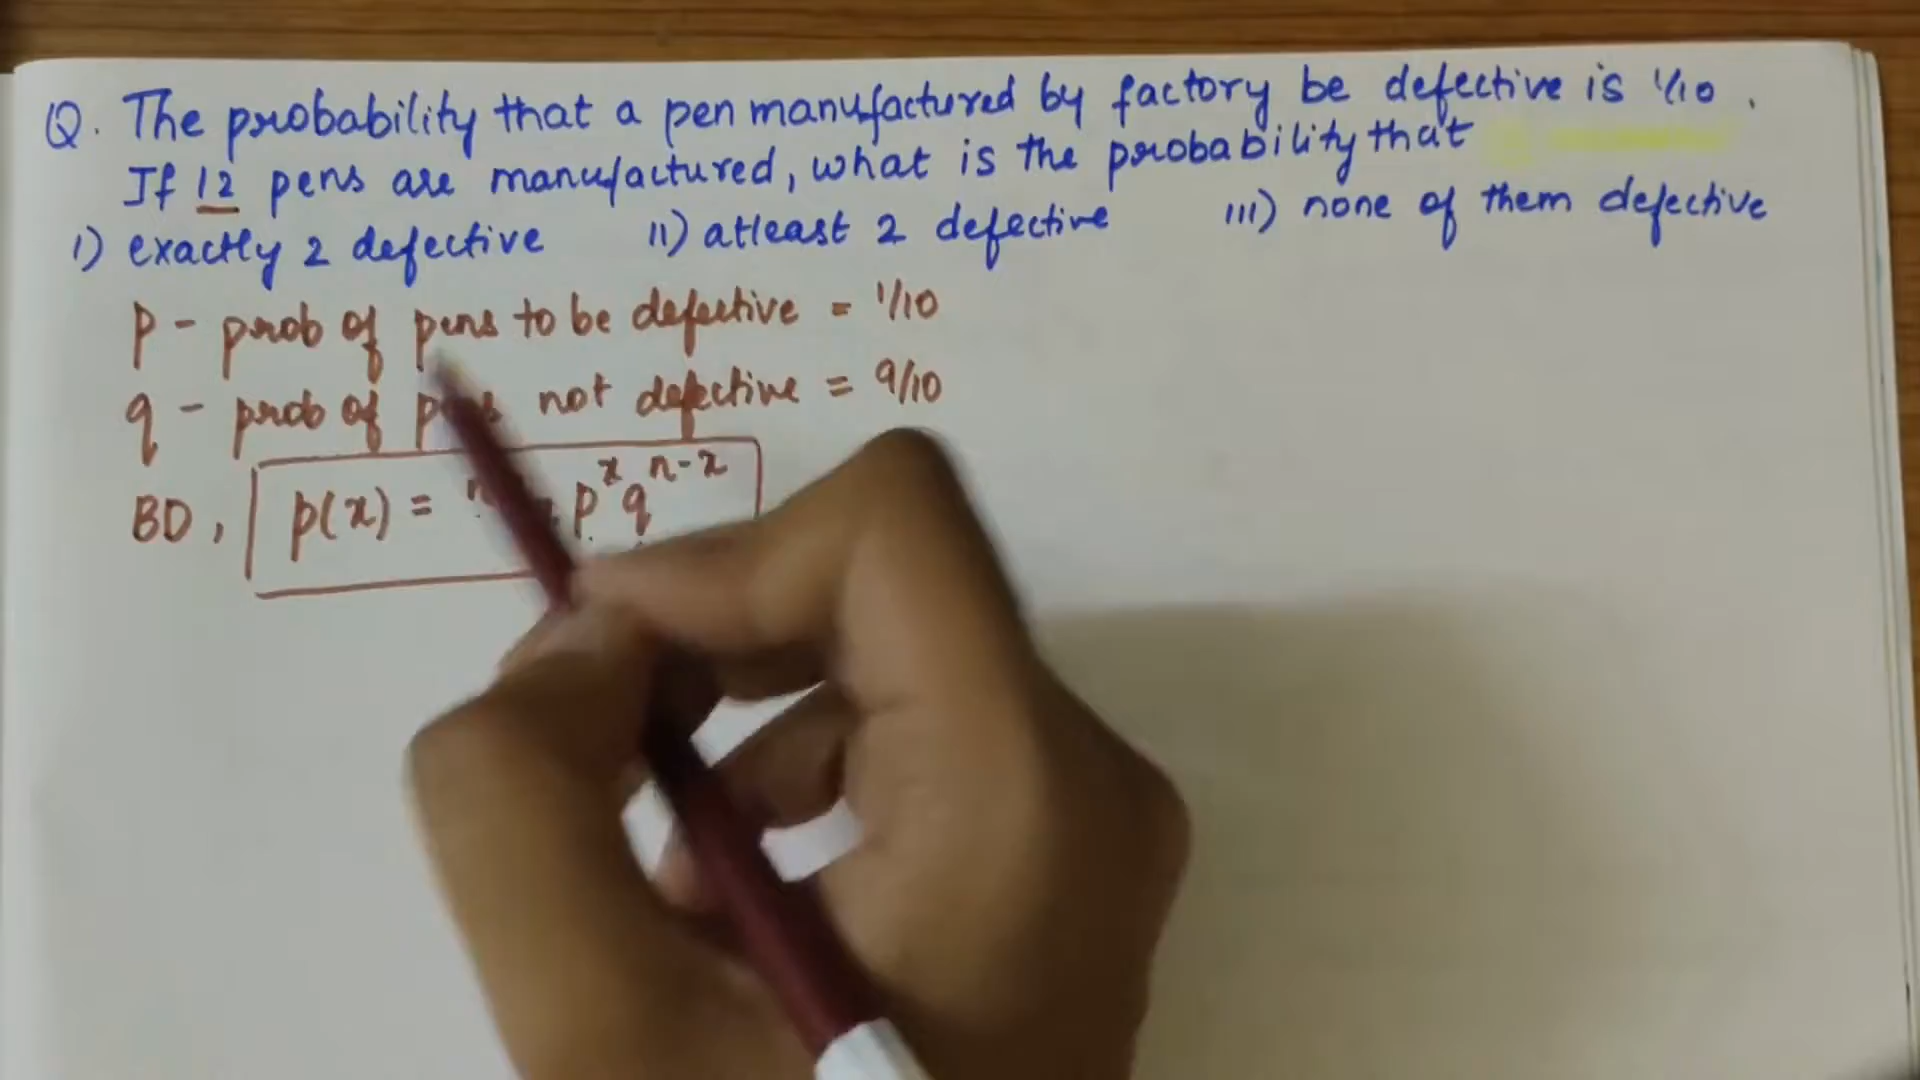 Q. The probability that a pen manufactured by factory be defective is 1/10.
If 12 pens are manufactured, what is the probability that
i) exactly 2 defective ii) atleast 2 defective iii) none of them defective
p - prob of pens to be defective = 1/10
q - prob of pens not defective = 9/10
BD, p(x) = n p^x q^n-x